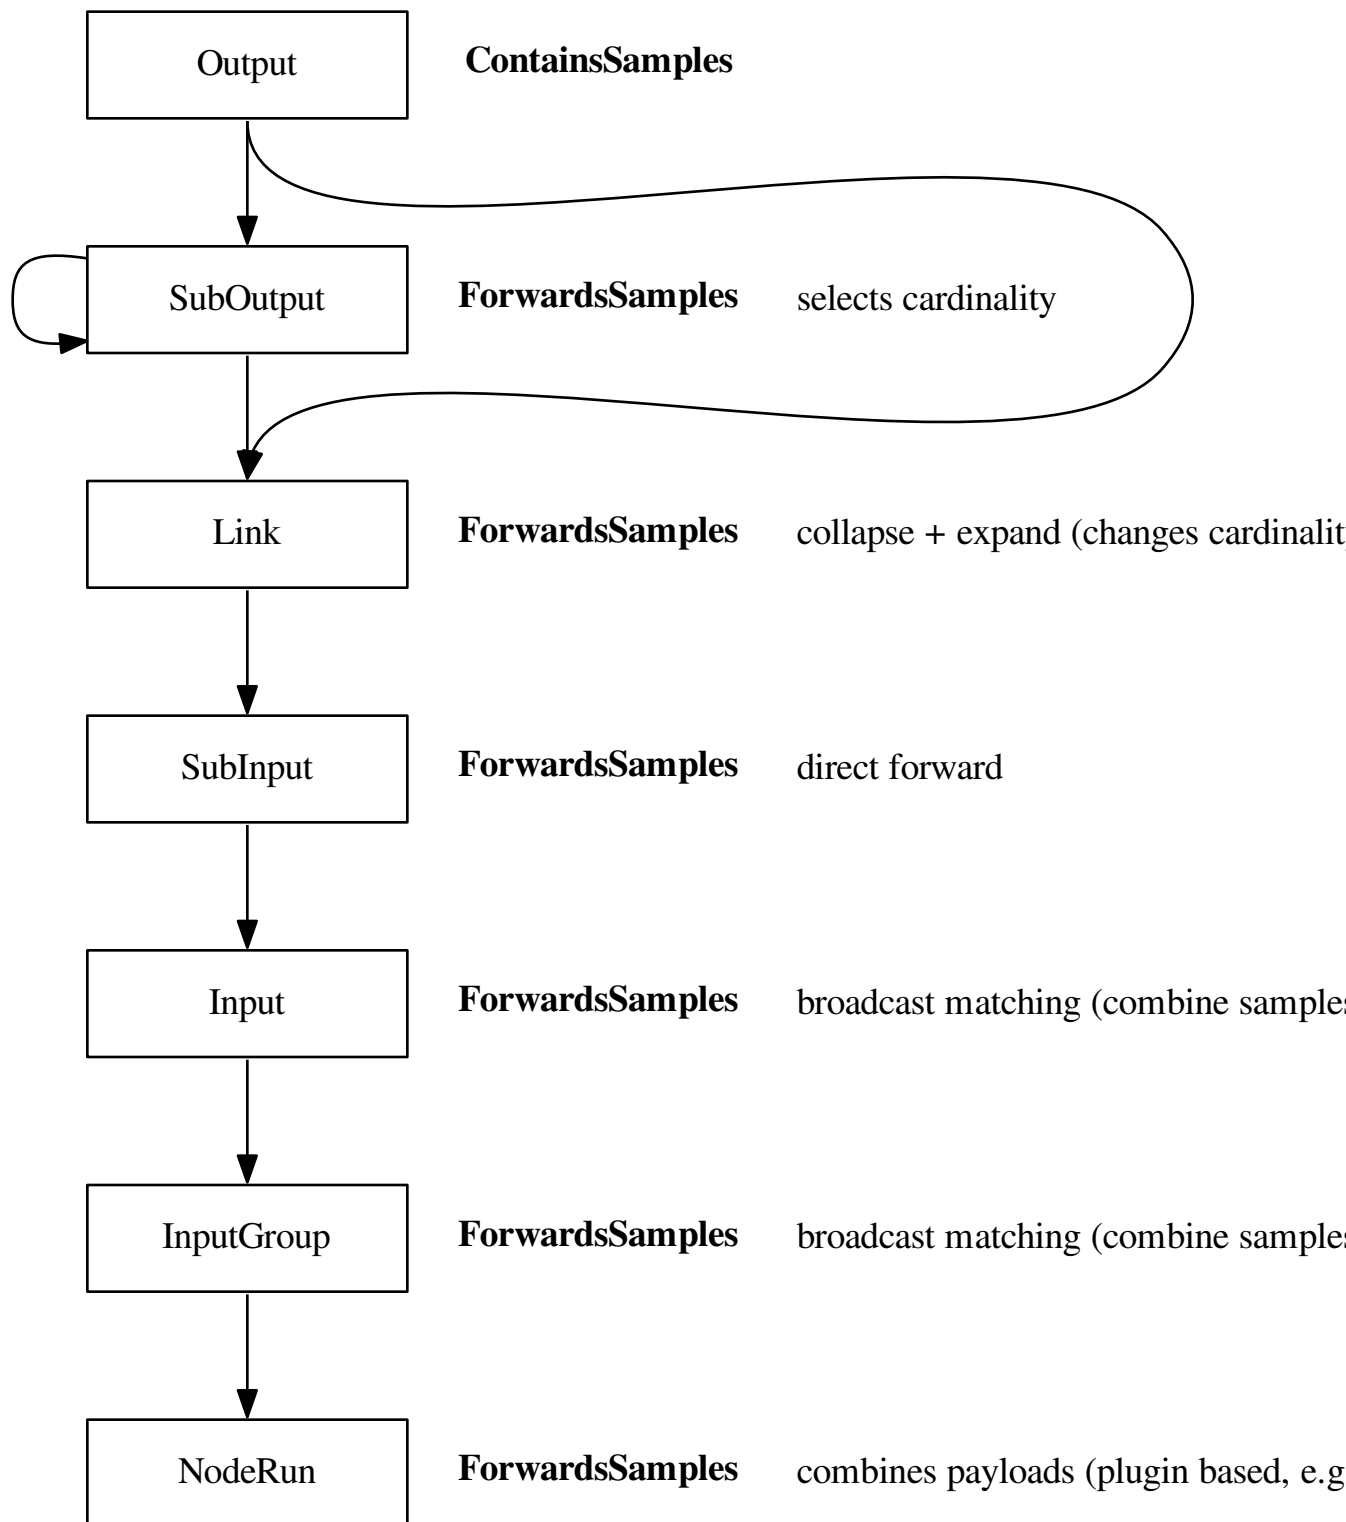 Output ContainsSamples
SubOutput ForwardsSamples selects cardinality
Link ForwardsSamples collapse + expand (changes cardinality
SubInput ForwardsSamples direct forward
Input ForwardsSamples broadcast matching (combine samples
InputGroup ForwardsSamples broadcast matching (combine samples
NodeRun ForwardsSamples combines payloads (plugin based, e.g